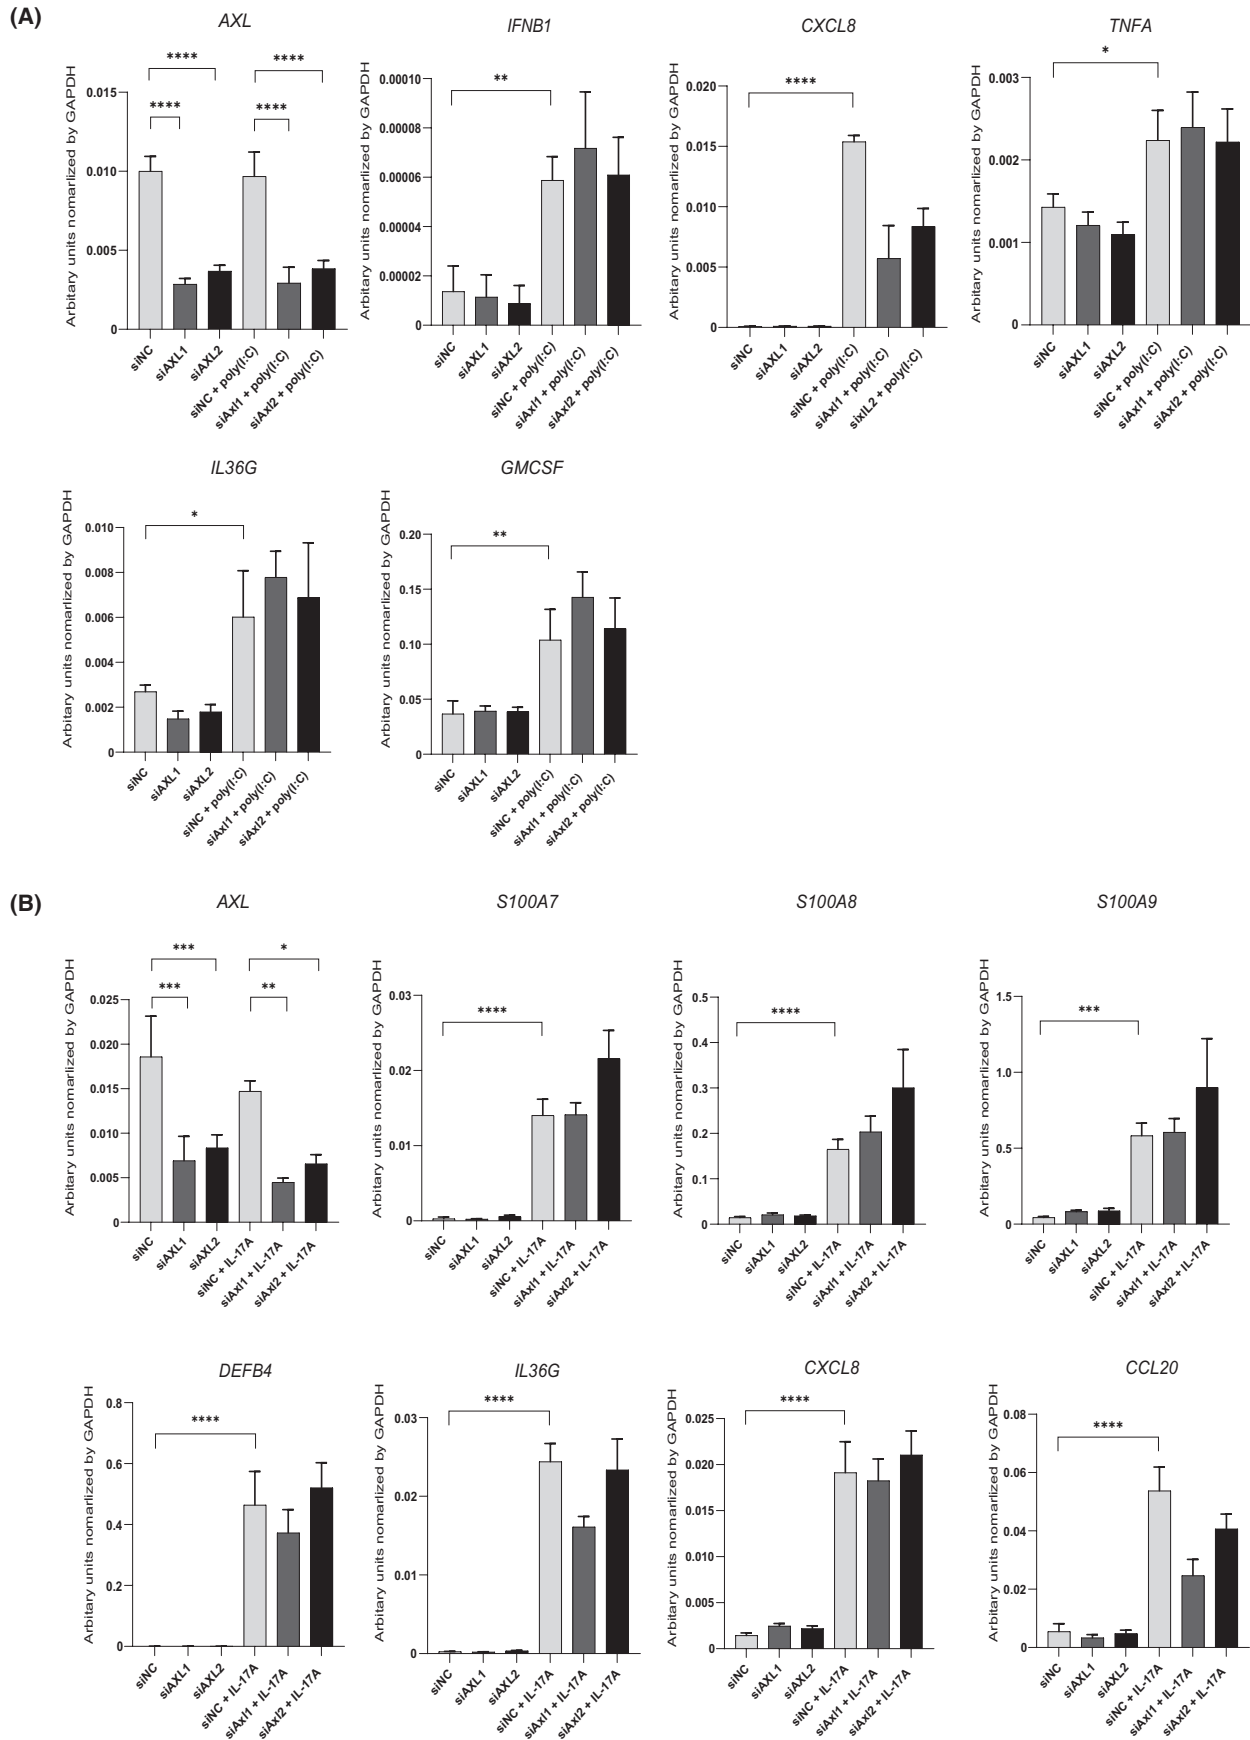 (A)
AXL
Arbitary units nomarlized by GAPDH
0.015
0.010
0.005
0
****
****
****
****
siNC
siAXL1
siAXL2
siNC + poly(I:C)
siAxl1 + poly(I:C)
siAxl2 + poly(I:C)
IFNB1
Arbitary units nomarlized by GAPDH
0.00010
0.00008
0.00006
0.00004
0.00002
0
**
siNC
siAXL1
siAXL2
siNC + poly(I:C)
siAxl1 + poly(I:C)
siAxl2 + poly(I:C)
CXCL8
Arbitary units nomarlized by GAPDH
0.020
0.015
0.010
0.005
0
****
siNC
siAXL1
siAXL2
siNC + poly(I:C)
siAxl1 + poly(I:C)
sixIL2 + poly(I:C)
TNFA
Arbitary units nomarlized by GAPDH
0.003
0.002
0.001
0
*
siNC
siAXL1
siAXL2
siNC + poly(I:C)
siAxl1 + poly(I:C)
siAxl2 + poly(I:C)
IL36G
Arbitary units nomarlized by GAPDH
0.010
0.008
0.006
0.004
0.002
0
*
siNC
siAXL1
siAXL2
siNC + poly(I:C)
siAxl1 + poly(I:C)
siAxl2 + poly(I:C)
GMCSF
Arbitary units nomarlized by GAPDH
0.20
0.15
0.10
0.05
0
**
siNC
siAXL1
siAXL2
siNC + poly(I:C)
siAxl1 + poly(I:C)
siAxl2 + poly(I:C)
(B)
AXL
Arbitary units nomarlized by GAPDH
0.025
0.020
0.015
0.010
0.005
0
***
*
***
**
siNC
siAXL1
siAXL2
siNC + IL-17A
siAxl1 + IL-17A
siAxl2 + IL-17A
S100A7
Arbitary units nomarlized by GAPDH
0.03
0.02
0.01
0
****
siNC
siAXL1
siAXL2
siNC + IL-17A
siAxl1 + IL-17A
siAxl2 + IL-17A
S100A8
Arbitary units nomarlized by GAPDH
0.5
0.4
0.3
0.2
0.1
0
****
siNC
siAXL1
siAXL2
siNC + IL-17A
siAxl1 + IL-17A
siAxl2 + IL-17A
S100A9
Arbitary units nomarlized by GAPDH
1.5
1.0
0.5
0
***
siNC
siAXL1
siAXL2
siNC + IL-17A
siAxl1 + IL-17A
siAxl2 + IL-17A
DEFB4
Arbitary units nomarlized by GAPDH
0.8
0.6
0.4
0.2
0
****
siNC
siAXL1
siAXL2
siNC + IL-17A
siAxl1 + IL-17A
siAxl2 + IL-17A
IL36G
Arbitary units nomarlized by GAPDH
0.03
0.02
0.01
0
****
siNC
siAXL1
siAXL2
siNC + IL-17A
siAxl1 + IL-17A
siAxl2 + IL-17A
CXCL8
Arbitary units nomarlized by GAPDH
0.025
0.020
0.015
0.010
0.005
0
****
siNC
siAXL1
siAXL2
siNC + IL-17A
siAxl1 + IL-17A
siAxl2 + IL-17A
CCL20
Arbitary units nomarlized by GAPDH
0.08
0.06
0.04
0.02
0
****
siNC
siAXL1
siAXL2
siNC + IL-17A
siAxl1 + IL-17A
siAxl2 + IL-17A